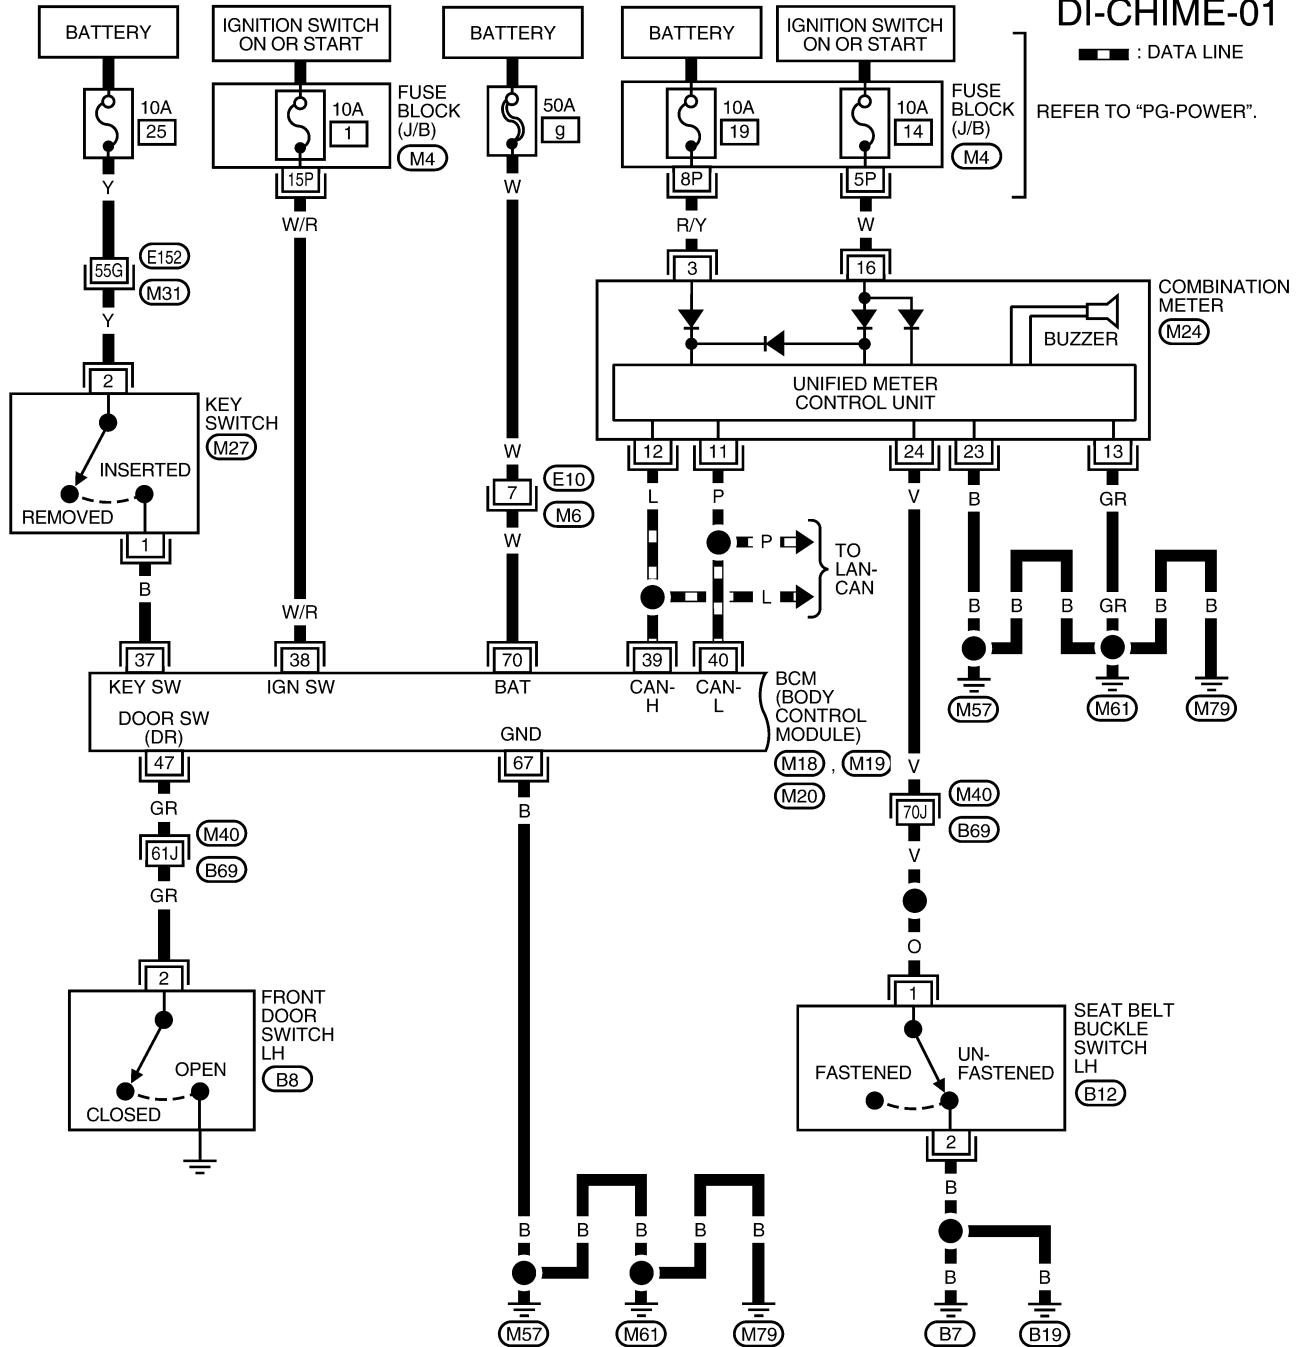 DI-CHIME-01
: DATA LINE
REFER TO “PG-POWER”.
BATTERY
IGNITION SWITCH
ON OR START
BATTERY
BATTERY
IGNITION SWITCH
ON OR START
10A
25
10A
1
FUSE
BLOCK
(J/B)
M4
50A
g
10A
19
10A
14
FUSE
BLOCK
(J/B)
M4
15P
8P
5P
Y
W/R
W
R/Y
W
55G
E152
M31
Y
3
16
COMBINATION
METER
M24
BUZZER
UNIFIED METER
CONTROL UNIT
2
KEY
SWITCH
M27
INSERTED
REMOVED
1
B
W
7
E10
M6
W
W/R
12
11
24
23
13
L
P
V
B
GR
P
L
TO
LAN-
CAN
B
B
B
GR
B
B
M57
M61
M79
37
38
70
39
40
KEY SW
IGN SW
BAT
CAN-
H
CAN-
L
DOOR SW
(DR)
GND
BCM
(BODY
CONTROL
MODULE)
M18 , M19
M20
47
67
GR
B
61J
M40
B69
GR
V
70J
M40
B69
V
O
2
FRONT
DOOR
SWITCH
LH
B8
OPEN
CLOSED
1
SEAT BELT
BUCKLE
SWITCH
LH
B12
FASTENED
UN-
FASTENED
2
B
B
B
B7
B19
B
B
B
B
B
M57
M61
M79